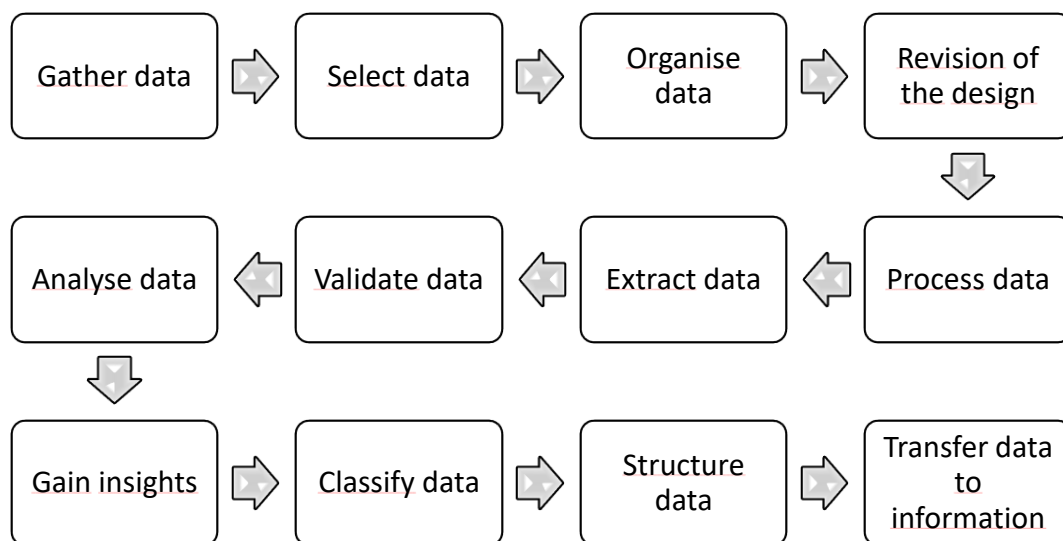 Gather data
Select data
Organise
data
Revision of
the design
Process data
Extract data
Validate data
Analyse data
Gain insights
Classify data
Structure
data
Transfer data
to
information